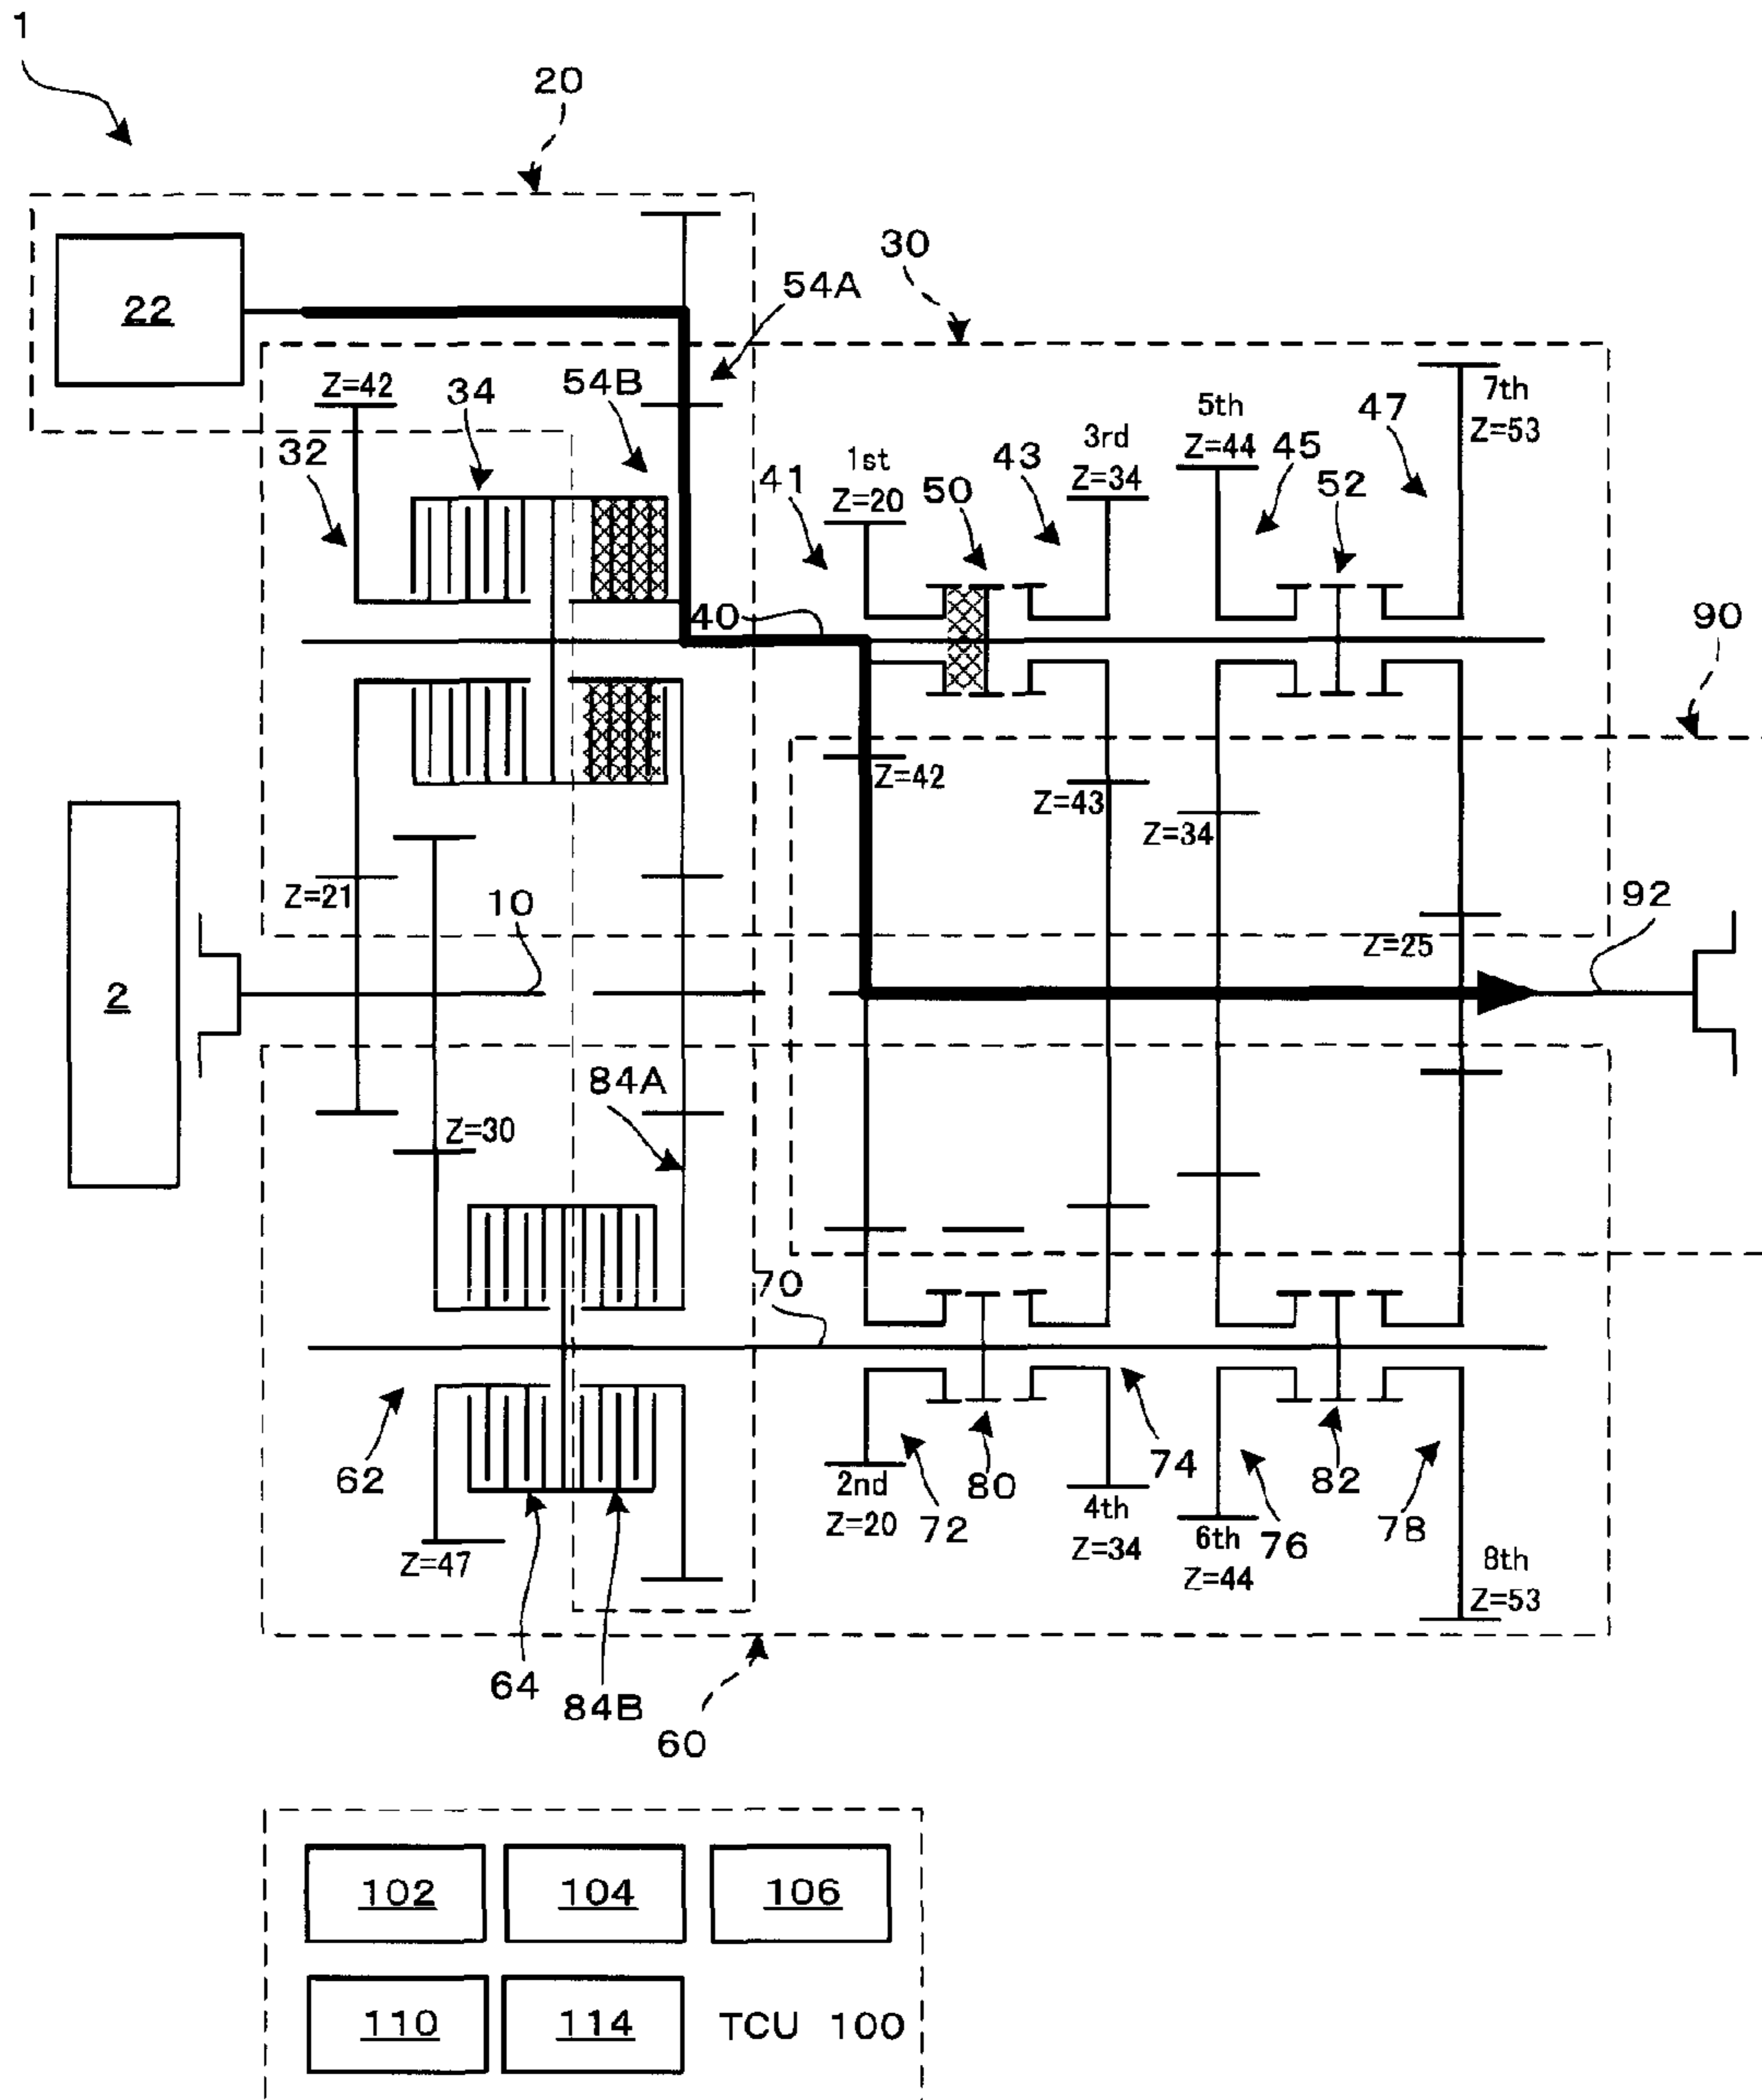 1
20
22
30
54A
Z=42
34
54B
32
41
1st
Z=20
50
43
3rd
Z=34
5th
Z=44
45
52
47
7th
Z=53
40
90
Z=42
Z=43
Z=34
Z=21
10
2
Z=25
92
84A
Z=30
70
62
Z=47
64
84B
2nd
Z=20
72
80
4th
Z=34
74
6th
Z=44
76
82
78
8th
Z=53
60
102
104
106
110
114
TCU 100